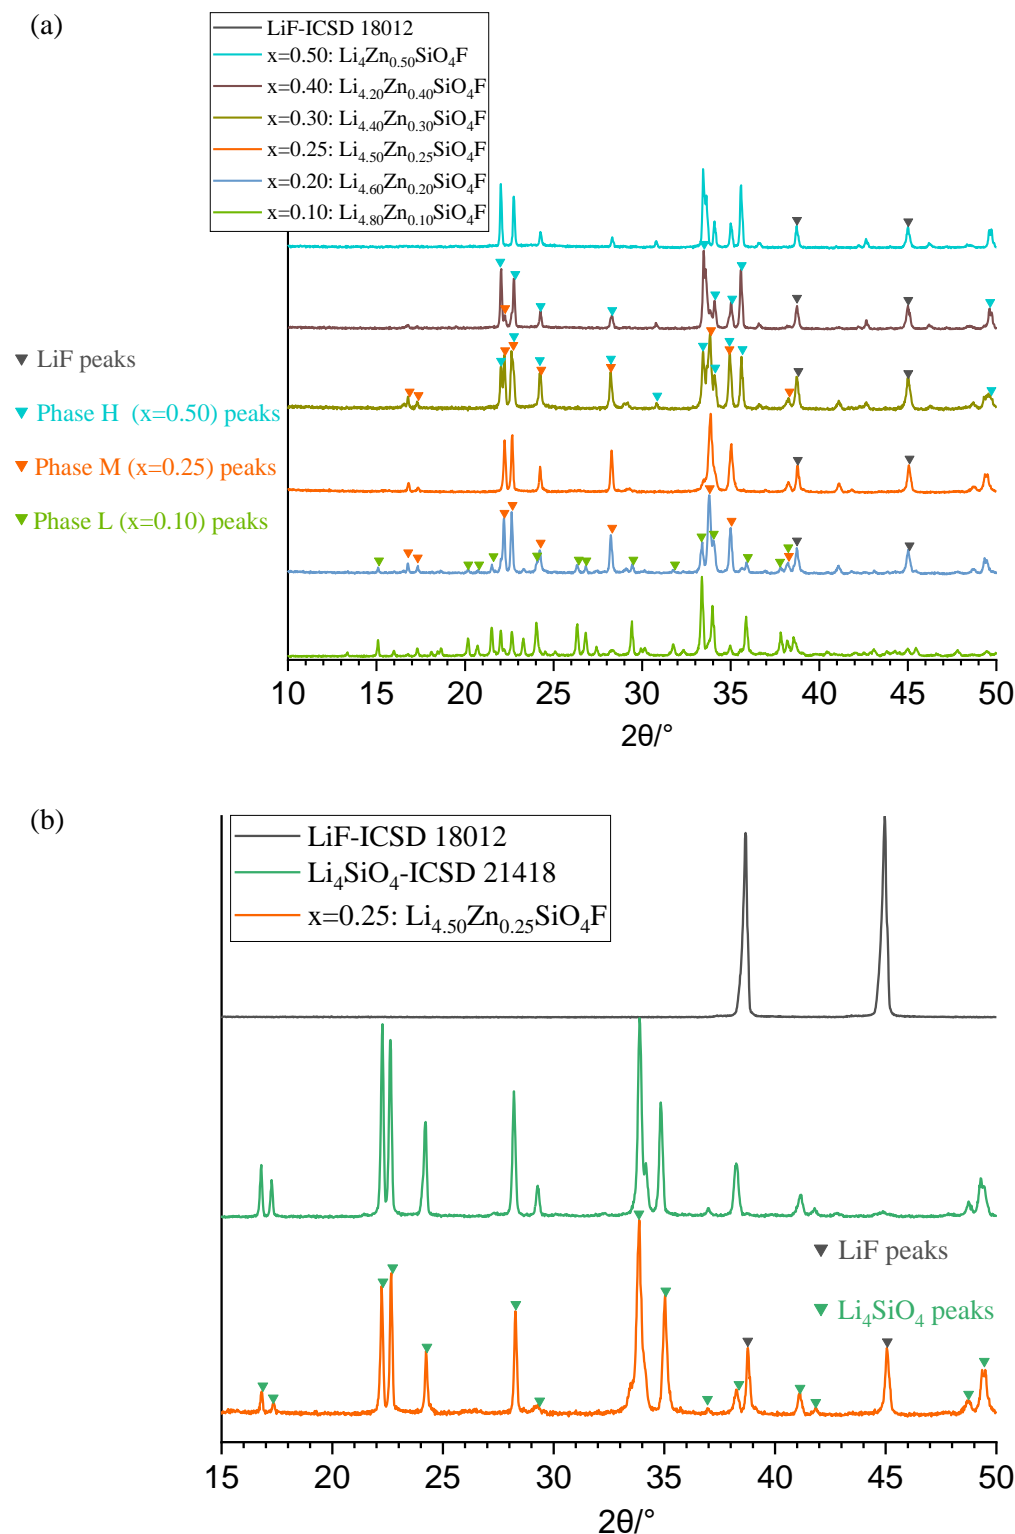 (a)
LiF-ICSD 18012
x=0.50: Li₄Zn₀.₅₀SiO₄F
x=0.40: Li₄.₂₀Zn₀.₄₀SiO₄F
x=0.30: Li₄.₄₀Zn₀.₃₀SiO₄F
x=0.25: Li₄.₅₀Zn₀.₂₅SiO₄F
x=0.20: Li₄.₆₀Zn₀.₂₀SiO₄F
x=0.10: Li₄.₈₀Zn₀.₁₀SiO₄F
LiF peaks
Phase H (x=0.50) peaks
Phase M (x=0.25) peaks
Phase L (x=0.10) peaks
10 15 20 25 30 35 40 45 50
2θ/°
(b)
LiF-ICSD 18012
Li₄SiO₄-ICSD 21418
x=0.25: Li₄.₅₀Zn₀.₂₅SiO₄F
LiF peaks
Li₄SiO₄ peaks
15 20 25 30 35 40 45 50
2θ/°